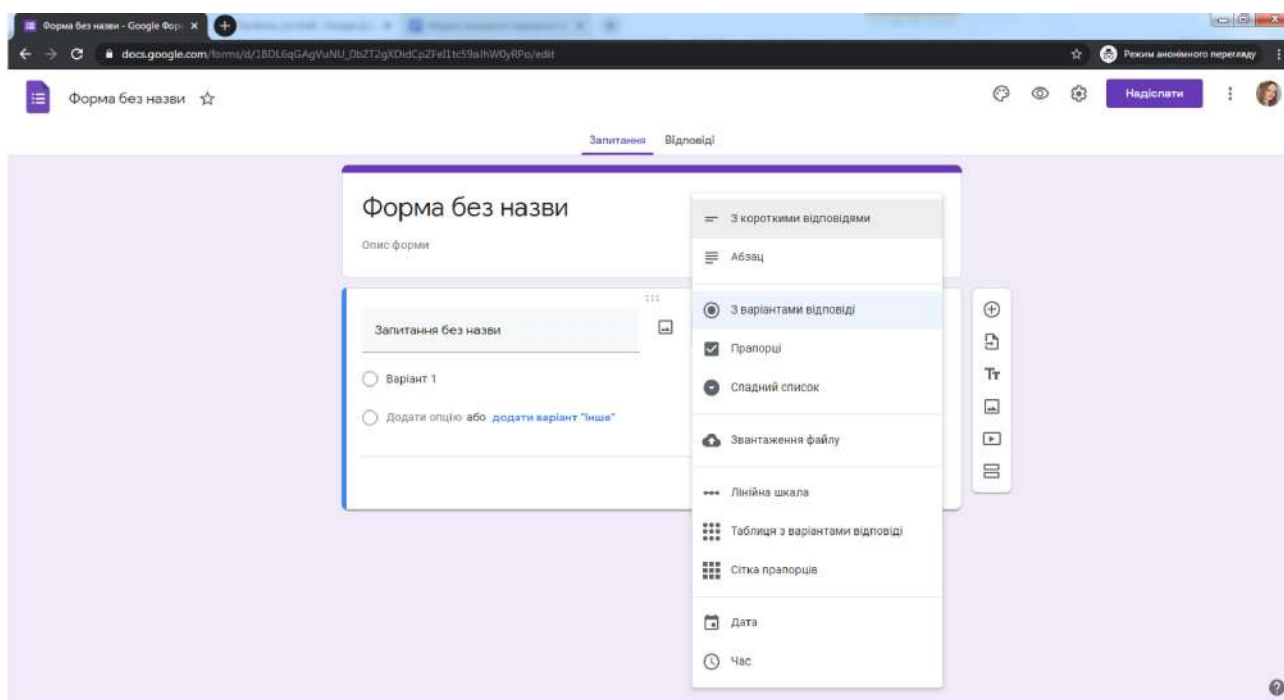 Форма без назви - Google Фор
docs.google.com
Режим анонімного перегляду
Форма без назви
Надіслати
Запитання Відповіді
Форма без назви
Опис форми
Запитання без назви
Варіант 1
Додати опцію або додати варіант "Інше"
З короткими відповідями
Абзац
З варіантами відповіді
Прапорці
Спадний список
Звантаження файлу
Лінійна шкала
Таблиця з варіантами відповіді
Сітка прапорців
Дата
Час
Тт